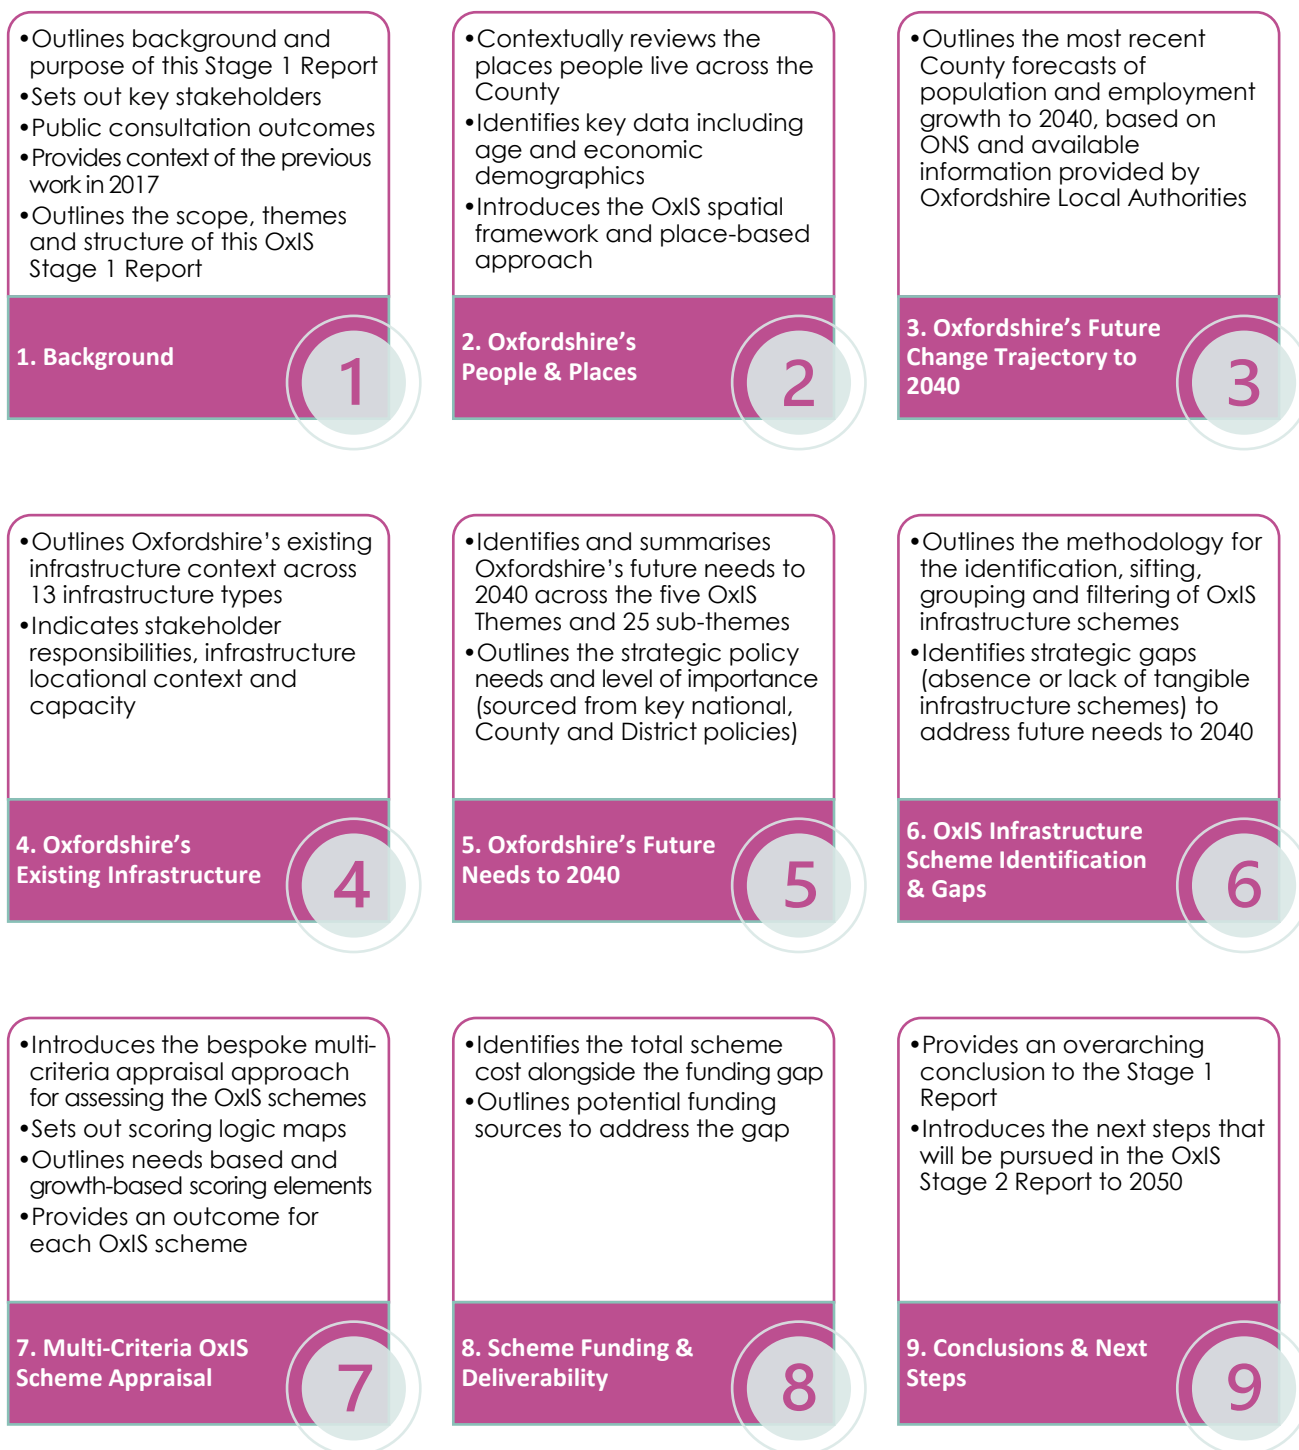 •Outlines background and
purpose of this Stage 1 Report
•Sets out key stakeholders
•Public consultation outcomes
•Provides context of the previous
work in 2017
•Outlines the scope, themes
and structure of this OxIS
Stage 1 Report
1. Background
1
•Contextually reviews the
places people live across the
County
•Identifies key data including
age and economic
demographics
•Introduces the OxIS spatial
framework and place-based
approach
2. Oxfordshire’s
People & Places
2
•Outlines the most recent
County forecasts of
population and employment
growth to 2040, based on
ONS and available
information provided by
Oxfordshire Local Authorities
3. Oxfordshire’s Future
Change Trajectory to
2040
3
•Outlines Oxfordshire’s existing
infrastructure context across
13 infrastructure types
•Indicates stakeholder
responsibilities, infrastructure
locational context and
capacity
4. Oxfordshire’s
Existing Infrastructure
4
•Identifies and summarises
Oxfordshire’s future needs to
2040 across the five OxIS
Themes and 25 sub-themes
•Outlines the strategic policy
needs and level of importance
(sourced from key national,
County and District policies)
5. Oxfordshire’s Future
Needs to 2040
5
•Outlines the methodology for
the identification, sifting,
grouping and filtering of OxIS
infrastructure schemes
•Identifies strategic gaps
(absence or lack of tangible
infrastructure schemes) to
address future needs to 2040
6. OxIS Infrastructure
Scheme Identification
& Gaps
6
•Introduces the bespoke multi-
criteria appraisal approach
for assessing the OxIS schemes
•Sets out scoring logic maps
•Outlines needs based and
growth-based scoring elements
•Provides an outcome for
each OxIS scheme
7. Multi-Criteria OxIS
Scheme Appraisal
7
•Identifies the total scheme
cost alongside the funding gap
•Outlines potential funding
sources to address the gap
8. Scheme Funding &
Deliverability
8
•Provides an overarching
conclusion to the Stage 1
Report
•Introduces the next steps that
will be pursued in the OxIS
Stage 2 Report to 2050
9. Conclusions & Next
Steps
9